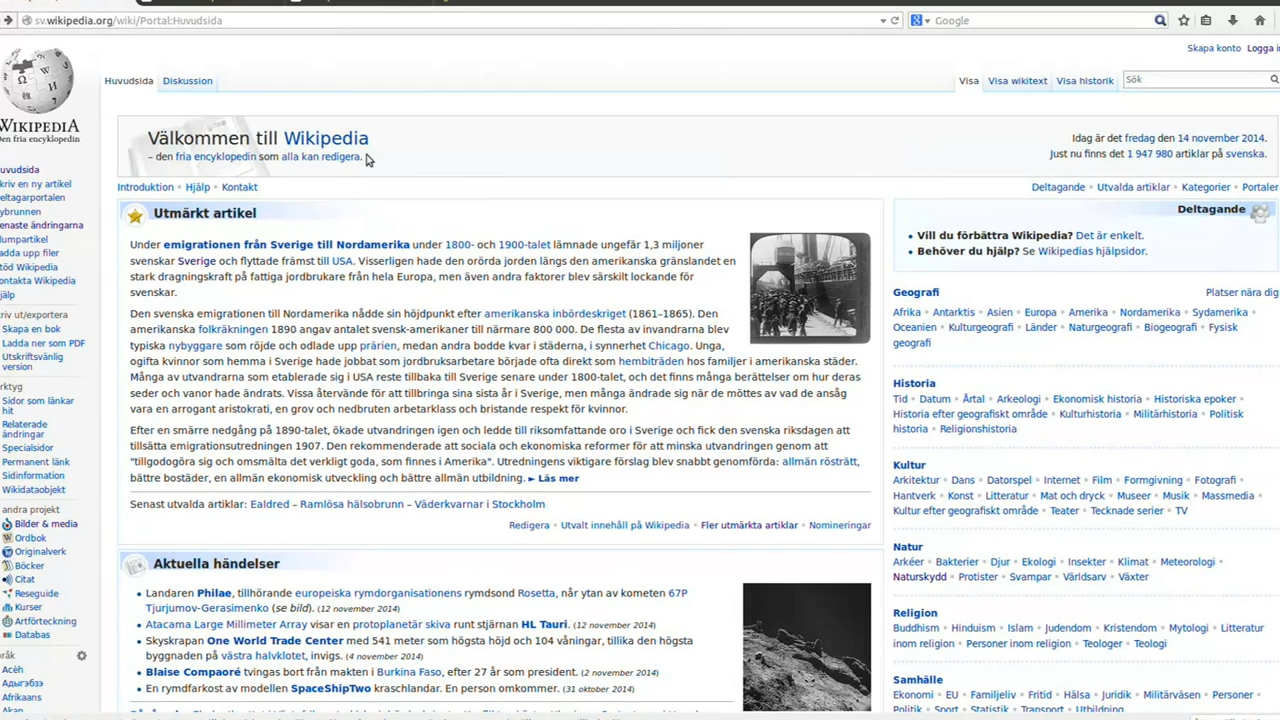 sv.wikipedia.org/wiki/Portal:Huvudsida
Google
Skapa konto Logga in
Huvudsida Diskussion
Visa Visa wikitext Visa historik
Sök
WIKIPEDIA
Den fria encyklopedin
Välkommen till Wikipedia
– den fria encyklopedin som alla kan redigera.
Idag är det fredag den 14 november 2014.
Just nu finns det 1 947 980 artiklar på svenska.
Introduktion • Hjälp • Kontakt
Deltagande • Utvalda artiklar • Kategorier • Portaler
uvudsida
kriv en ny artikel
eltagarportalen
ybrunnen
enaste ändringarna
lumpartikel
adda upp filer
töd Wikipedia
ontakta Wikipedia
jälp
kriv ut/exportera
Skapa en bok
Ladda ner som PDF
Utskriftsvänlig
version
erktyg
Sidor som länkar
hit
Relaterade
ändringar
Specialsidor
Permanent länk
Sidinformation
Wikidataobjekt
andra projekt
Bilder & media
Ordbok
Originalverk
Böcker
Citat
Reseguide
Kurser
Artförteckning
Databas
pråk
Acèh
Адыгэбзэ
Afrikaans
Utmärkt artikel
Under emigrationen från Sverige till Nordamerika under 1800- och 1900-talet lämnade ungefär 1,3 miljoner
svenskar Sverige och flyttade främst till USA. Visserligen hade den orörda jorden längs den amerikanska gränslandet en
stark dragningskraft på fattiga jordbrukare från hela Europa, men även andra faktorer blev särskilt lockande för
svenskar.
Den svenska emigrationen till Nordamerika nådde sin höjdpunkt efter amerikanska inbördeskriget (1861–1865). Den
amerikanska folkräkningen 1890 angav antalet svensk-amerikaner till närmare 800 000. De flesta av invandrarna blev
typiska nybyggare som röjde och odlade upp prärien, medan andra bodde kvar i städerna, i synnerhet Chicago. Unga,
ogifta kvinnor som hemma i Sverige hade jobbat som jordbruksarbetare började ofta direkt som hembiträden hos familjer i amerikanska städer.
Många av utvandrarna som etablerade sig i USA reste tillbaka till Sverige senare under 1800-talet, och det finns många berättelser om hur deras
seder och vanor hade ändrats. Vissa återvände för att tillbringa sina sista år i Sverige, men många ändrade sig när de möttes av vad de ansåg
vara en arrogant aristokrati, en grov och nedbruten arbetarklass och bristande respekt för kvinnor.
Efter en smärre nedgång på 1890-talet, ökade utvandringen igen och ledde till riksomfattande oro i Sverige och fick den svenska riksdagen att
tillsätta emigrationsutredningen 1907. Den rekommenderade att sociala och ekonomiska reformer för att minska utvandringen genom att
"tillgodogöra sig och omsmälta det verkligt goda, som finnes i Amerika". Utredningens viktigare förslag blev snabbt genomförda: allmän rösträtt,
bättre bostäder, en allmän ekonomisk utveckling och bättre allmän utbildning. ► Läs mer
Senast utvalda artiklar: Ealdred – Ramlösa hälsobrunn – Väderkvarnar i Stockholm
Redigera • Utvalt innehåll på Wikipedia • Fler utmärkta artiklar • Nomineringar
Aktuella händelser
• Landaren Philae, tillhörande europeiska rymdorganisationens rymdsond Rosetta, når ytan av kometen 67P
Tjurjumov-Gerasimenko (se bild). (12 november 2014)
• Atacama Large Millimeter Array visar en protoplanetär skiva runt stjärnan HL Tauri. (12 november 2014)
• Skyskrapan One World Trade Center med 541 meter som högsta höjd och 104 våningar, tillika den högsta
byggnaden på västra halvklotet, invigs. (4 november 2014)
• Blaise Compaoré tvingas bort från makten i Burkina Faso, efter 27 år som president. (2 november 2014)
• En rymdfarkost av modellen SpaceShipTwo kraschlandar. En person omkommer. (31 oktober 2014)
Deltagande
• Vill du förbättra Wikipedia? Det är enkelt.
• Behöver du hjälp? Se Wikipedias hjälpsidor.
Geografi Platser nära dig
Afrika • Antarktis • Asien • Europa • Amerika • Nordamerika • Sydamerika •
Oceanien • Kulturgeografi • Länder • Naturgeografi • Biogeografi • Fysisk
geografi
Historia
Tid • Datum • Årtal • Arkeologi • Ekonomisk historia • Historiska epoker •
Historia efter geografiskt område • Kulturhistoria • Militärhistoria • Politisk
historia • Religionshistoria
Kultur
Arkitektur • Dans • Datorspel • Internet • Film • Formgivning • Fotografi •
Hantverk • Konst • Litteratur • Mat och dryck • Museer • Musik • Massmedia •
Kultur efter geografiskt område • Teater • Tecknade serier • TV
Natur
Arkéer • Bakterier • Djur • Ekologi • Insekter • Klimat • Meteorologi •
Naturskydd • Protister • Svampar • Världsarv • Växter
Religion
Buddhism • Hinduism • Islam • Judendom • Kristendom • Mytologi • Litteratur
inom religion • Personer inom religion • Teologer • Teologi
Samhälle
Ekonomi • EU • Familjeliv • Fritid • Hälsa • Juridik • Militärväsen • Personer •
Politik • Sport • Statistik • Transport • Utbildning